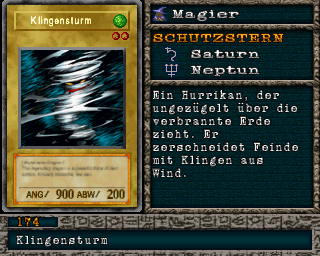 Klingensturm
ANG/ 900 ABW/ 200
Magier
SCHUTZSTERN
Saturn
Neptun
Ein Hurrikan, der
ungezügelt über die
verbrannte Erde
zieht. Er
zerschneidet Feinde
mit Klingen aus
Wind.
174
Klingensturm